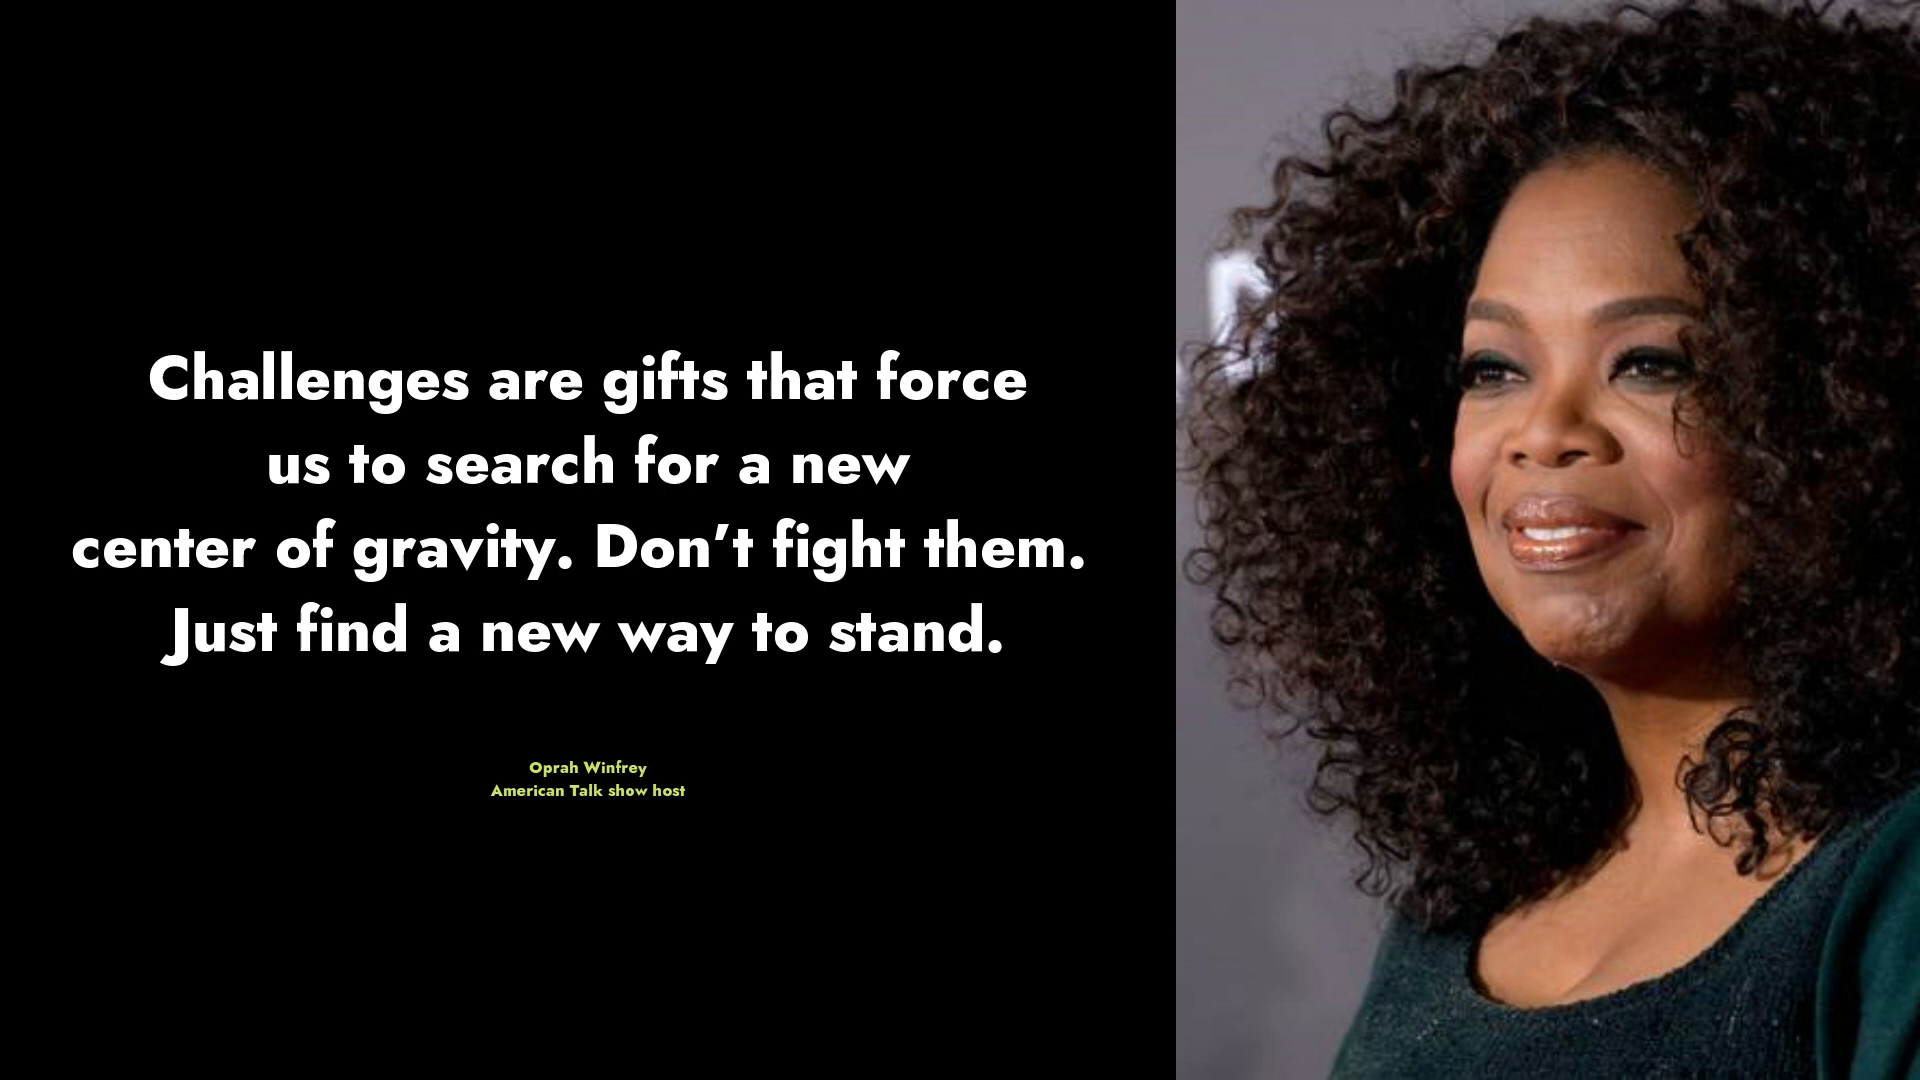 Challenges are gifts that force
us to search for a new
center of gravity. Don’t fight them.
Just find a new way to stand.
Oprah Winfrey
American Talk show host